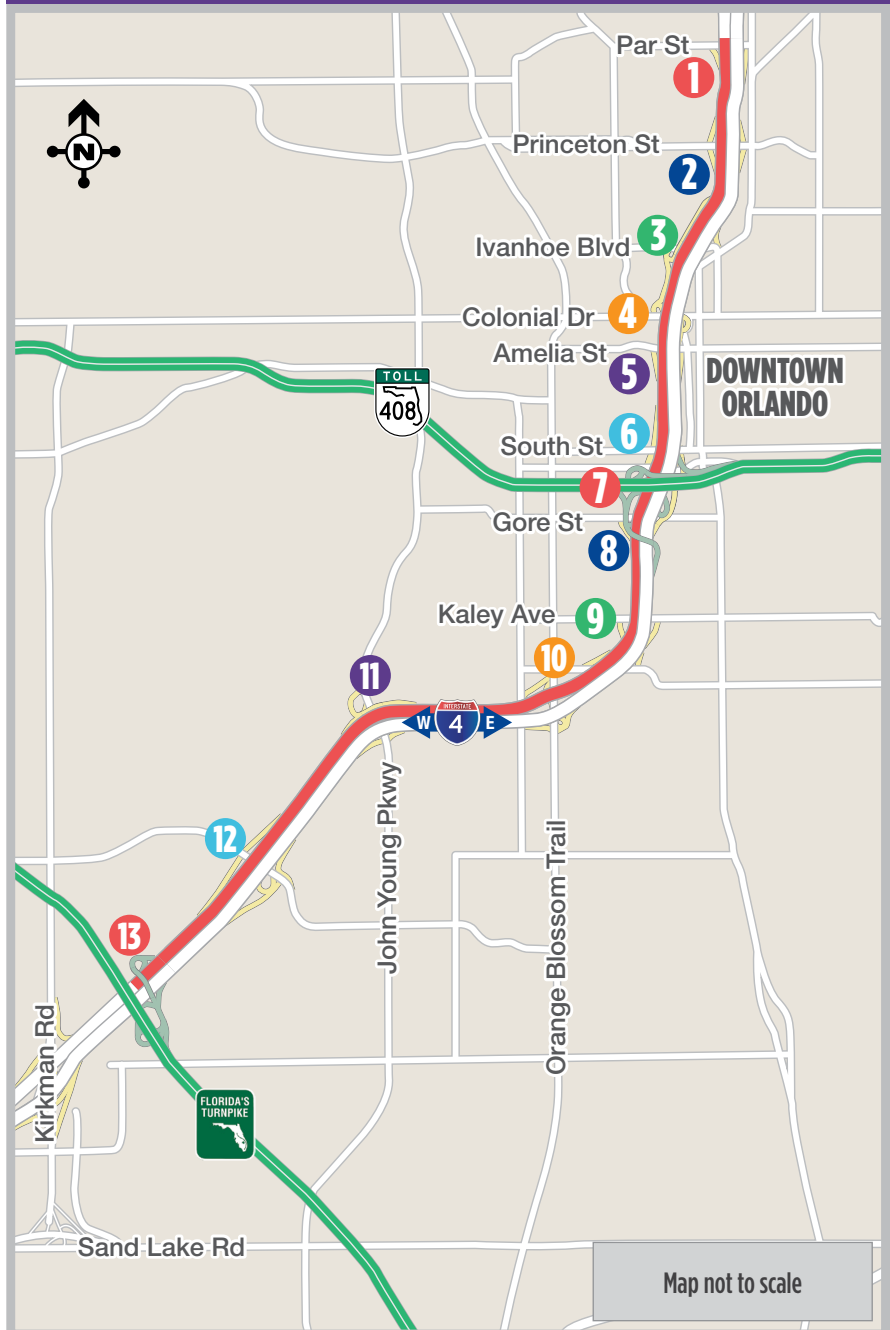 Par St
1
N
Princeton St
2
Ivanhoe Blvd
3
Colonial Dr
4
Amelia St
5
DOWNTOWN
ORLANDO
TOLL
408
South St
6
7
Gore St
8
Kaley Ave
9
10
11
W
INTERSTATE
4
E
John Young Pkwy
12
Orange Blossom Trail
13
Kirkman Rd
FLORIDA'S
TURNPIKE
Sand Lake Rd
Map not to scale